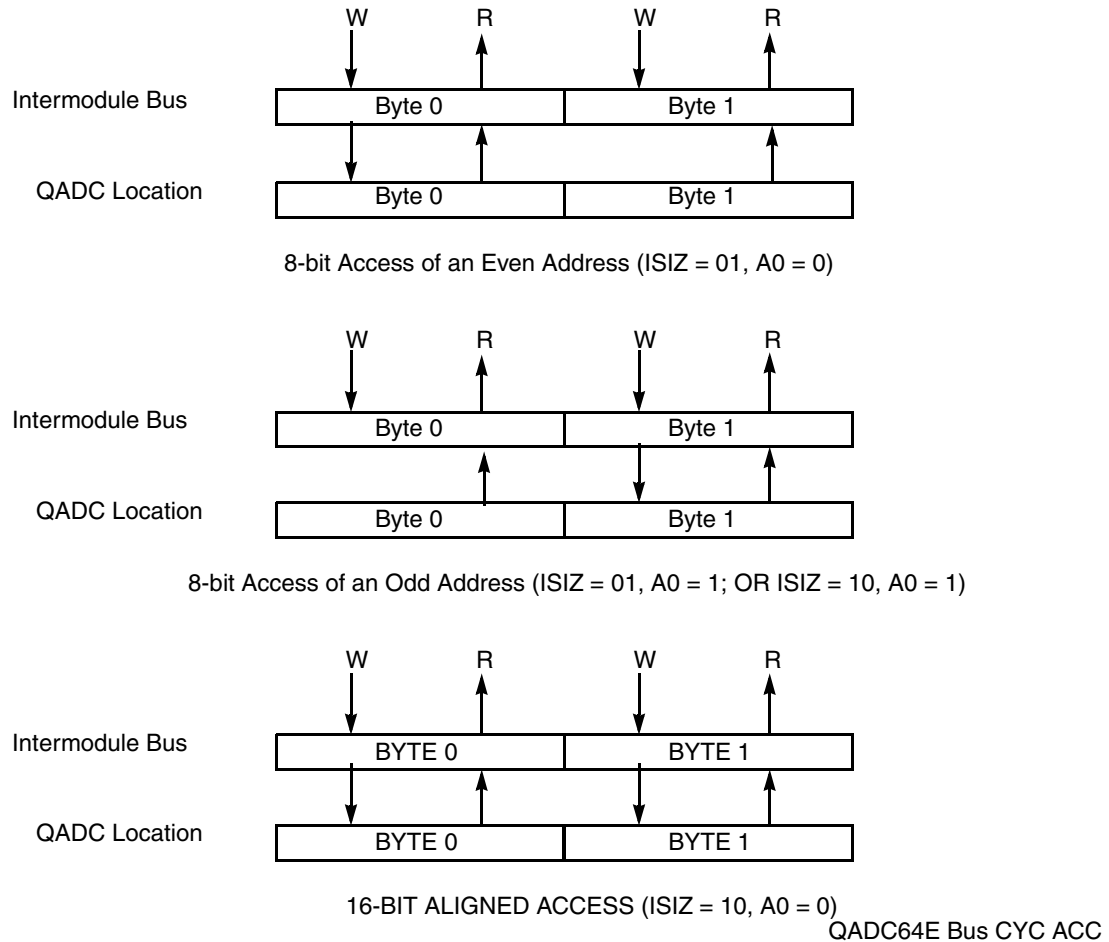 W R W R
Intermodule Bus Byte 0 Byte 1
QADC Location Byte 0 Byte 1
8-bit Access of an Even Address (ISIZ = 01, A0 = 0)
W R W R
Intermodule Bus Byte 0 Byte 1
QADC Location Byte 0 Byte 1
8-bit Access of an Odd Address (ISIZ = 01, A0 = 1; OR ISIZ = 10, A0 = 1)
W R W R
Intermodule Bus BYTE 0 BYTE 1
QADC Location BYTE 0 BYTE 1
16-BIT ALIGNED ACCESS (ISIZ = 10, A0 = 0)
QADC64E Bus CYC ACC